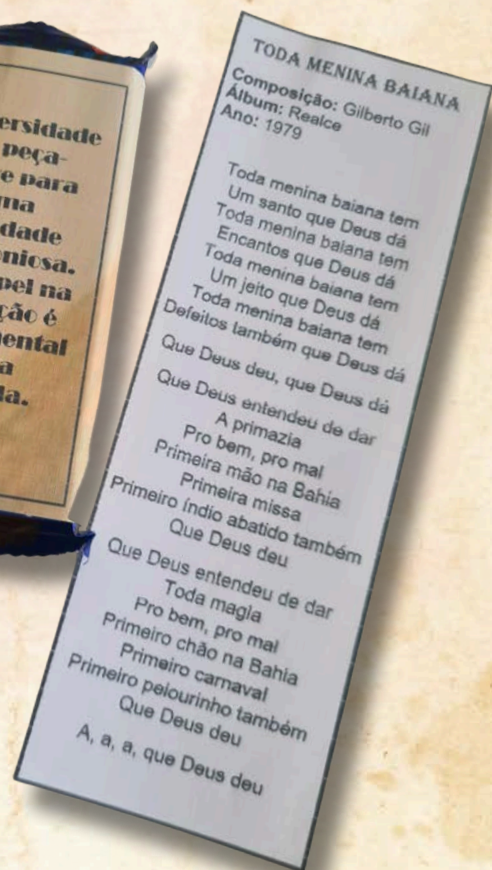 ersidade
peça-
e para
ma
dade
niosa.
pel na
ção é
ental
a
da.
TODA MENINA BAIANA
Composição: Gilberto Gil
Álbum: Realce
Ano: 1979
Toda menina baiana tem
Um santo que Deus dá
Toda menina baiana tem
Encantos que Deus dá
Toda menina baiana tem
Um jeito que Deus dá
Toda menina baiana tem
Defeitos também que Deus dá
Que Deus deu, que Deus dá
Que Deus entendeu de dar
A primazia
Pro bem, pro mal
Primeira mão na Bahia
Primeira missa
Primeiro índio abatido também
Que Deus deu
Que Deus entendeu de dar
Toda magia
Pro bem, pro mal
Primeiro chão na Bahia
Primeiro carnaval
Primeiro pelourinho também
Que Deus deu
A, a, a, que Deus deu